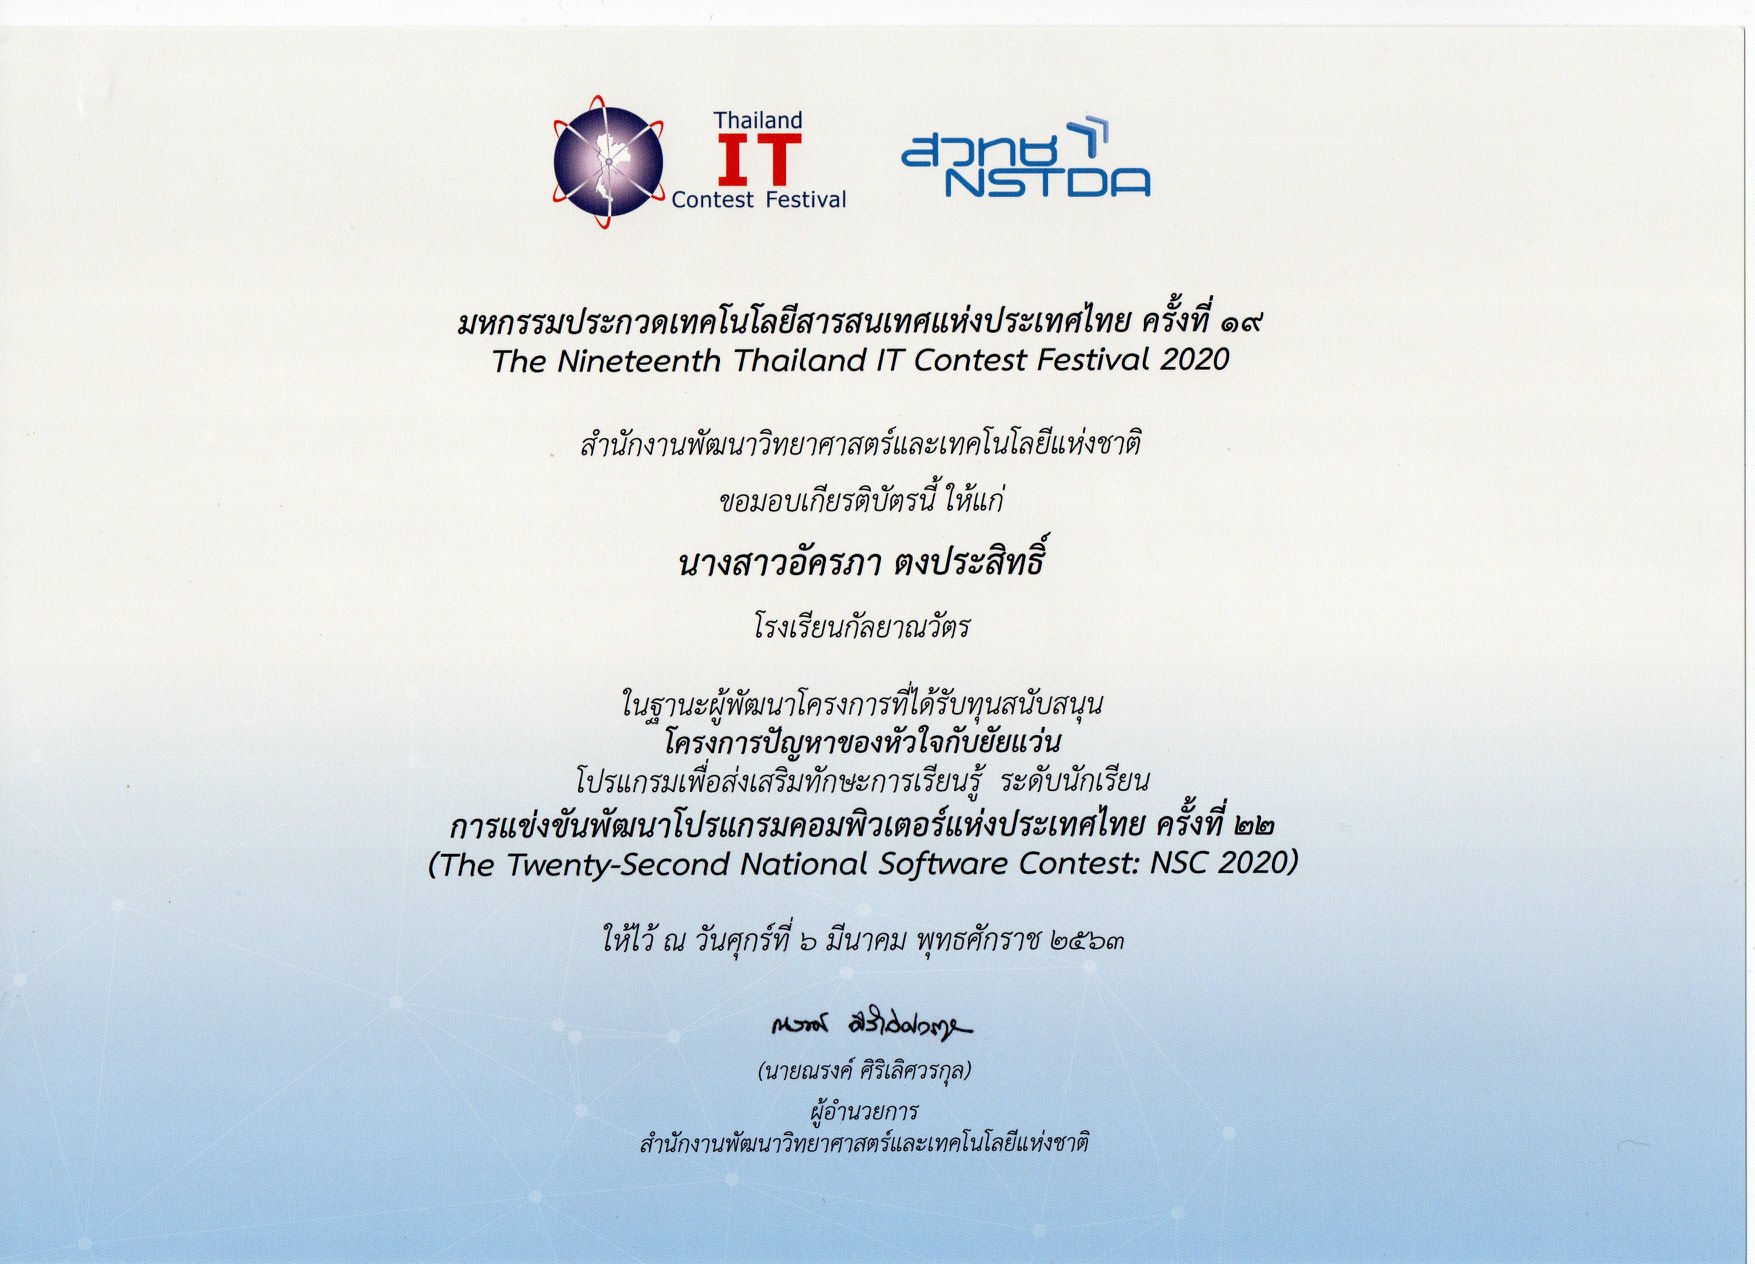 Thailand
IT
Contest Festival
สวทช
NSTDA
มหกรรมประกวดเทคโนโลยีสารสนเทศแห่งประเทศไทย ครั้งที่ ๑๙
The Nineteenth Thailand IT Contest Festival 2020
สำนักงานพัฒนาวิทยาศาสตร์และเทคโนโลยีแห่งชาติ
ขอมอบเกียรติบัตรนี้ ให้แก่
นางสาวอัครภา ตงประสิทธิ์
โรงเรียนกัลยาณวัตร
ในฐานะผู้พัฒนาโครงการที่ได้รับทุนสนับสนุน
โครงการปัญหาของหัวใจกับยัยแว่น
โปรแกรมเพื่อส่งเสริมทักษะการเรียนรู้ ระดับนักเรียน
การแข่งขันพัฒนาโปรแกรมคอมพิวเตอร์แห่งประเทศไทย ครั้งที่ ๒๒
(The Twenty-Second National Software Contest: NSC 2020)
ให้ไว้ ณ วันศุกร์ที่ ๖ มีนาคม พุทธศักราช ๒๕๖๓
ณรงค์ ศิริเลิศวรกุล
(นายณรงค์ ศิริเลิศวรกุล)
ผู้อำนวยการ
สำนักงานพัฒนาวิทยาศาสตร์และเทคโนโลยีแห่งชาติ